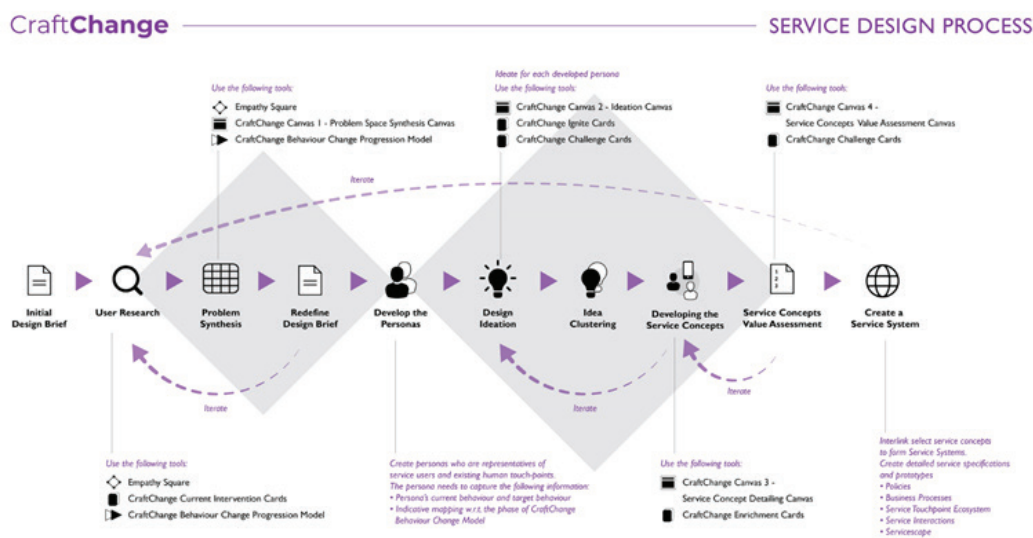 CraftChange
SERVICE DESIGN PROCESS
Use the following tools:
Empathy Square
CraftChange Canvas 1 - Problem Space Synthesis Canvas
CraftChange Behaviour Change Progression Model
Ideate for each developed persona
Use the following tools:
CraftChange Canvas 2 - Ideation Canvas
CraftChange Ignite Cards
CraftChange Challenge Cards
Use the following tools:
CraftChange Canvas 4 -
Service Concepts Value Assessment Canvas
CraftChange Challenge Cards
Iterate
Initial
Design Brief
User Research
Problem
Synthesis
Redefine
Design Brief
Develop the
Personas
Design
Ideation
Idea
Clustering
Developing the
Service Concepts
1
2
3
Service Concepts
Value Assessment
Create a
Service System
Iterate
Iterate
Iterate
Use the following tools:
Empathy Square
CraftChange Current Intervention Cards
CraftChange Behaviour Change Progression Model
Create personas who are representatives of
service users and existing human touch-points.
The persona needs to capture the following information:
• Persona's current behaviour and target behaviour
• Indicative mapping w.r.t. the phase of CraftChange
Behaviour Change Model
Use the following tools:
CraftChange Canvas 3 -
Service Concept Detailing Canvas
CraftChange Enrichment Cards
Interlink select service concepts
to form Service Systems.
Create detailed service specifications
and prototypes
• Policies
• Business Processes
• Service Touchpoint Ecosystem
• Service Interactions
• Servicescape